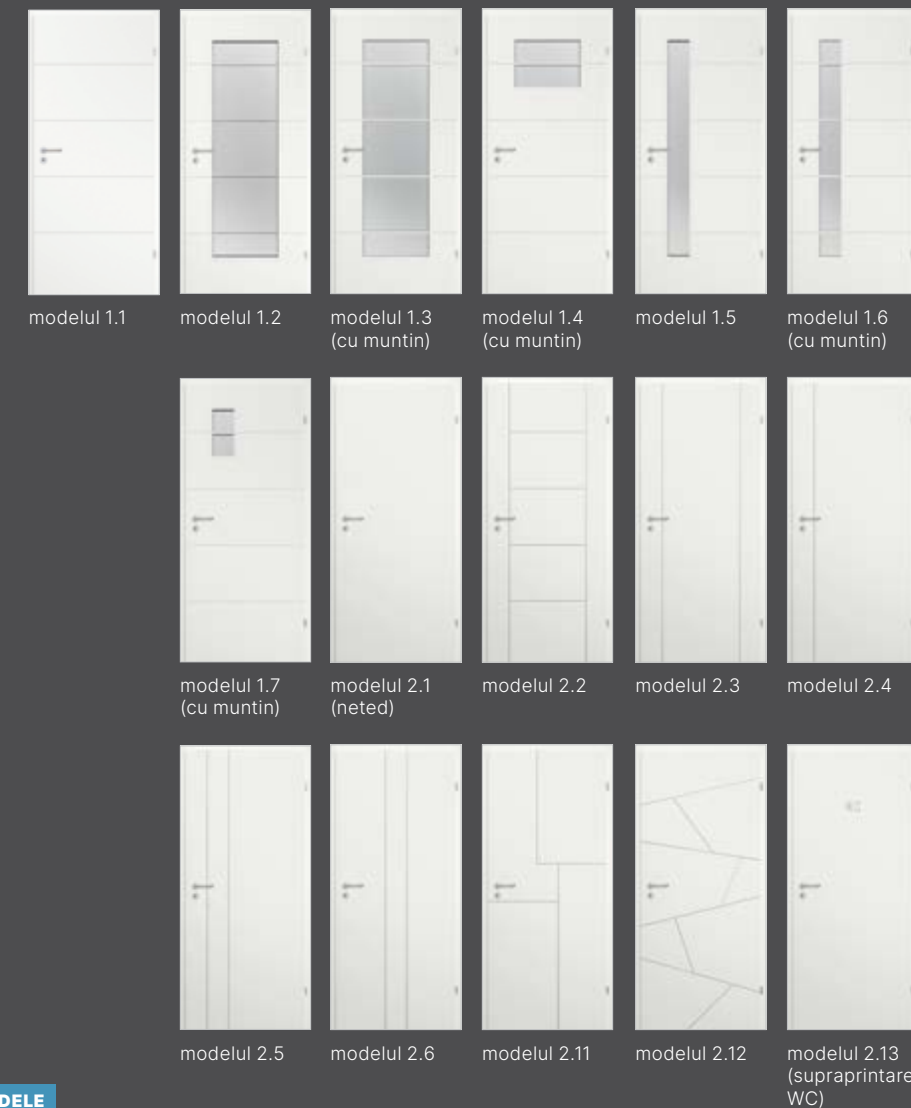 modelul 1.1
modelul 1.2
modelul 1.3
(cu muntin)
modelul 1.4
(cu muntin)
modelul 1.5
modelul 1.6
(cu muntin)
modelul 1.7
(cu muntin)
modelul 2.1
(neted)
modelul 2.2
modelul 2.3
modelul 2.4
modelul 2.5
modelul 2.6
modelul 2.11
modelul 2.12
modelul 2.13
(supraprintare
WC)
DELE